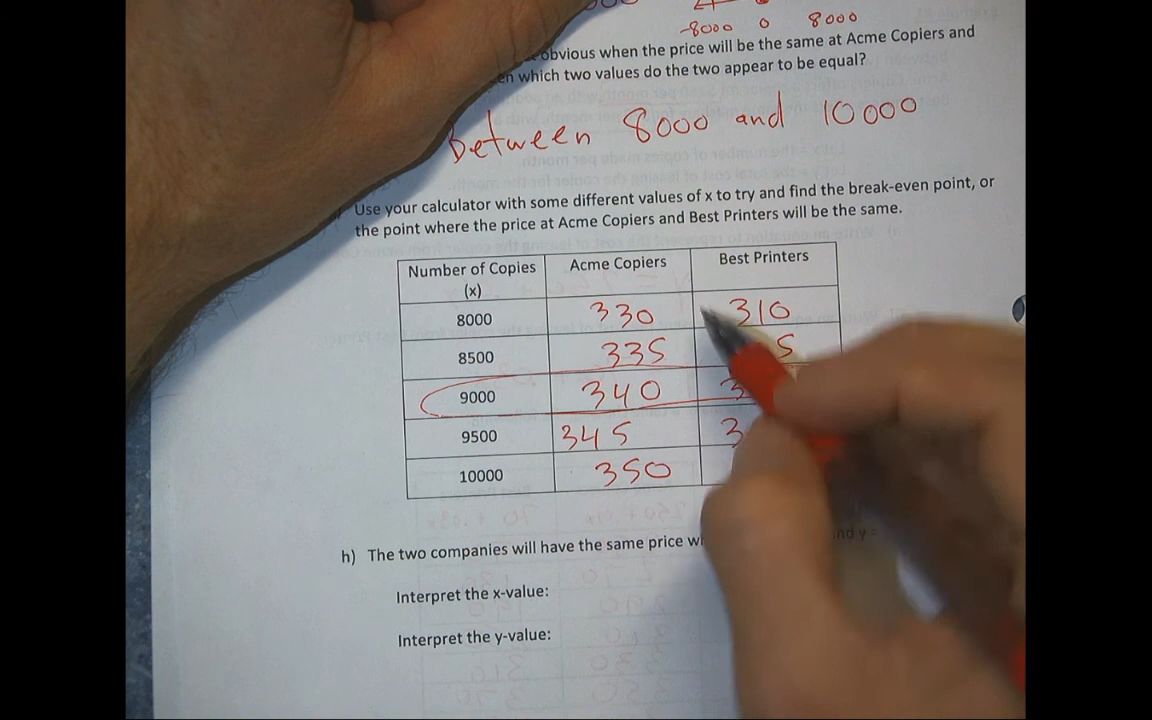 -8000 0 8000
obvious when the price will be the same at Acme Copiers and
which two values do the two appear to be equal?
Between 8000 and 10000
Use your calculator with some different values of x to try and find the break-even point, or
the point where the price at Acme Copiers and Best Printers will be the same.
Number of Copies (x) Acme Copiers Best Printers
8000 330 310
8500 335
9000 340
9500 345
10000 350
h) The two companies will have the same price
Interpret the x-value:
Interpret the y-value: